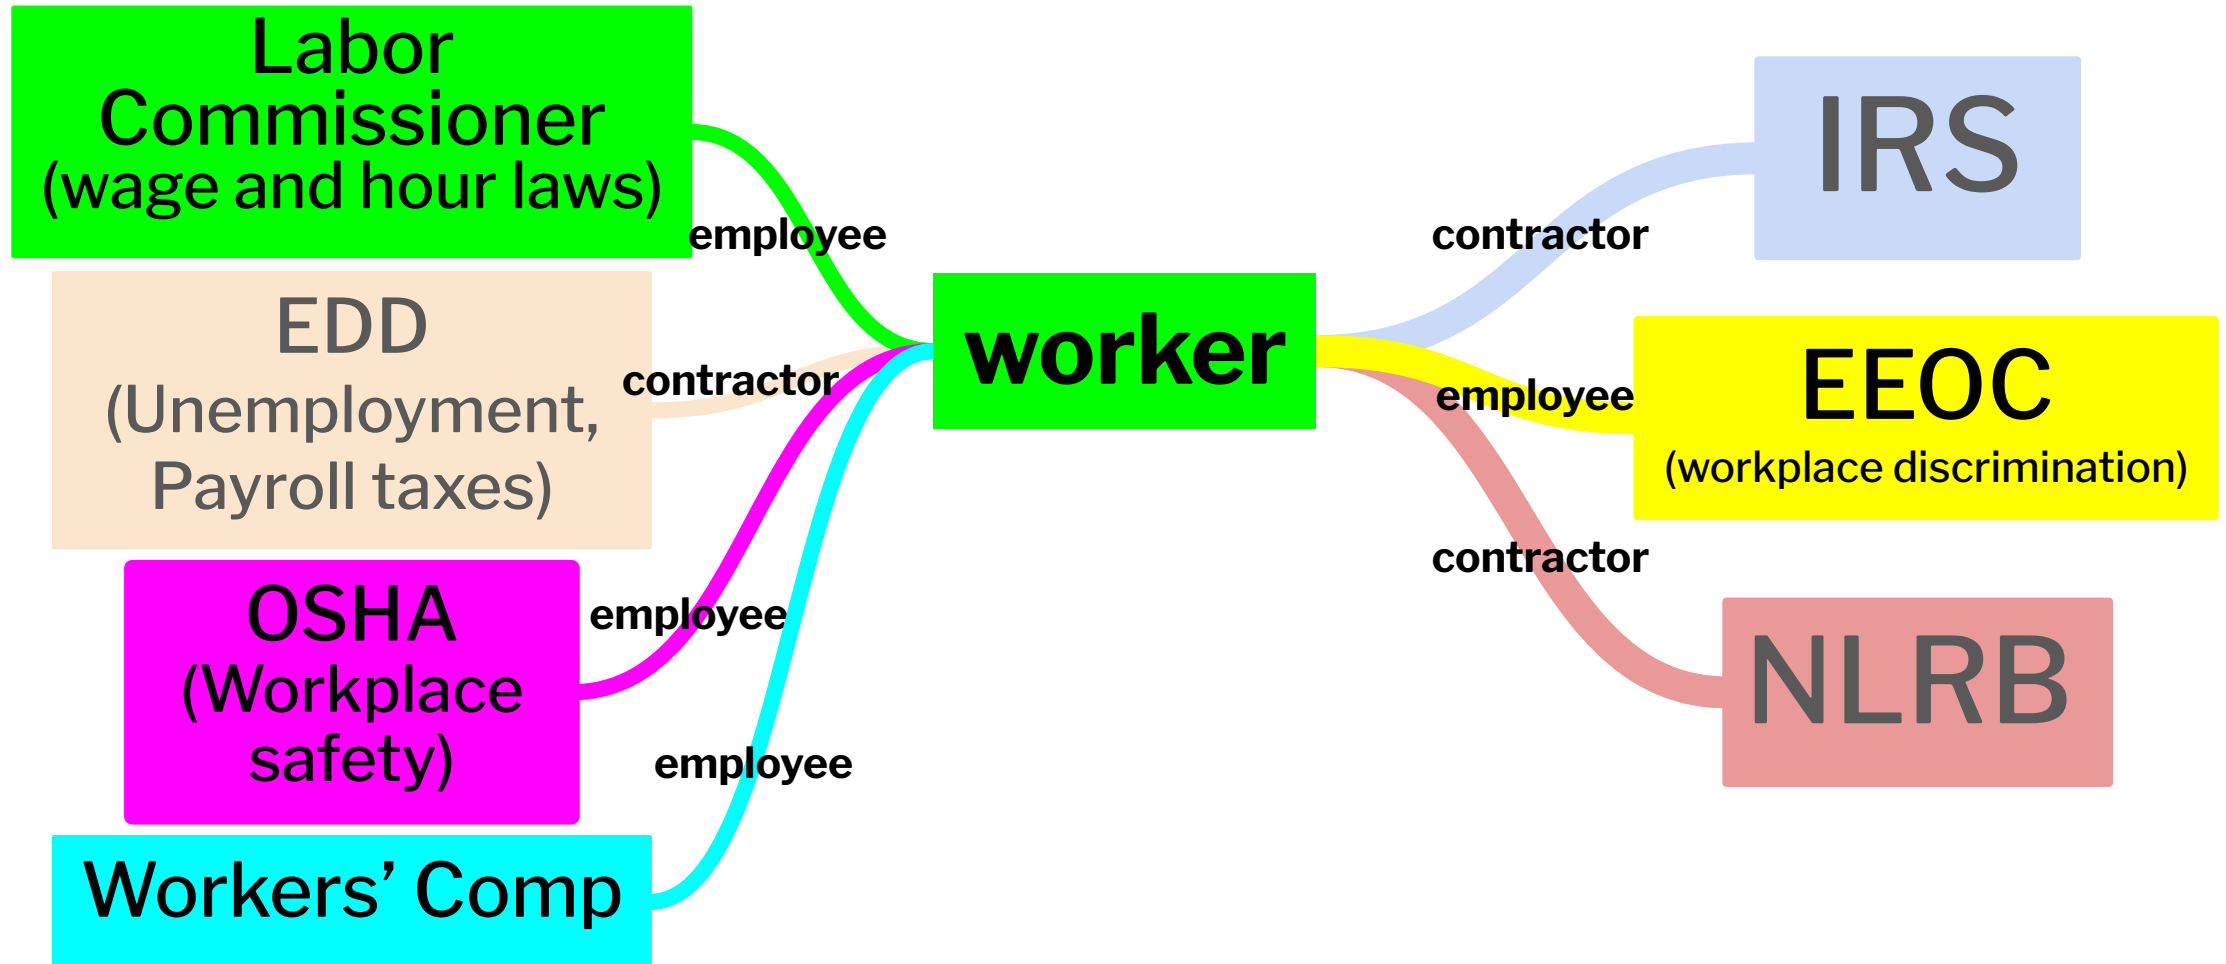 Labor
Commissioner
(wage and hour laws)
employee
EDD
(Unemployment,
Payroll taxes)
contractor
OSHA
(Workplace
safety)
employee
Workers’ Comp
employee
worker
contractor
IRS
employee
EEOC
(workplace discrimination)
contractor
NLRB